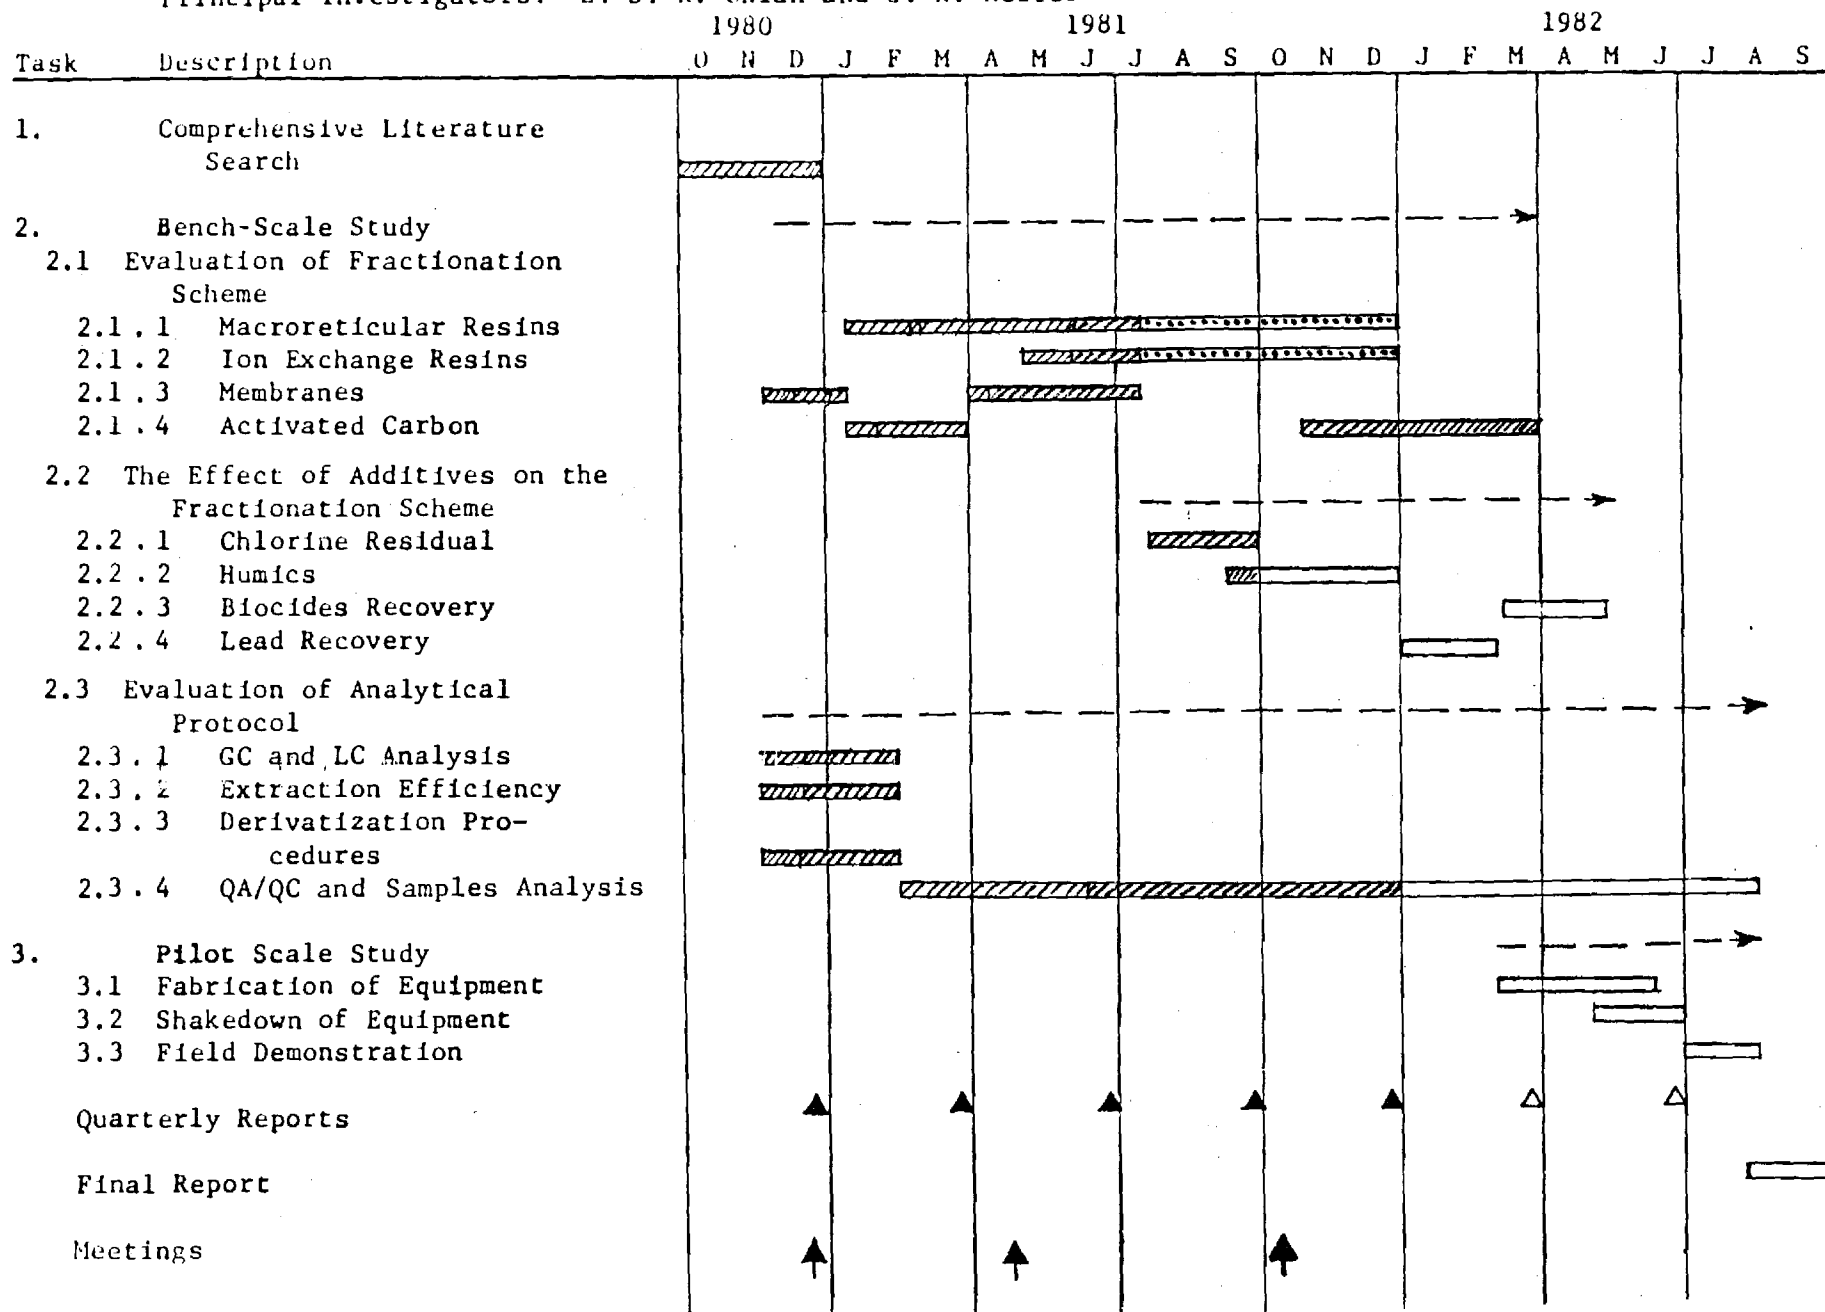 Principal Investigators:
1980 1981 1982
Task Description O N D J F M A M J J A S O N D J F M A M J J A S
1. Comprehensive Literature
Search
2. Bench-Scale Study
2.1 Evaluation of Fractionation
Scheme
2.1.1 Macroreticular Resins
2.1.2 Ion Exchange Resins
2.1.3 Membranes
2.1.4 Activated Carbon
2.2 The Effect of Additives on the
Fractionation Scheme
2.2.1 Chlorine Residual
2.2.2 Humics
2.2.3 Biocides Recovery
2.2.4 Lead Recovery
2.3 Evaluation of Analytical
Protocol
2.3.1 GC and LC Analysis
2.3.2 Extraction Efficiency
2.3.3 Derivatization Pro-
cedures
2.3.4 QA/QC and Samples Analysis
3. Pilot Scale Study
3.1 Fabrication of Equipment
3.2 Shakedown of Equipment
3.3 Field Demonstration
Quarterly Reports
Final Report
Meetings